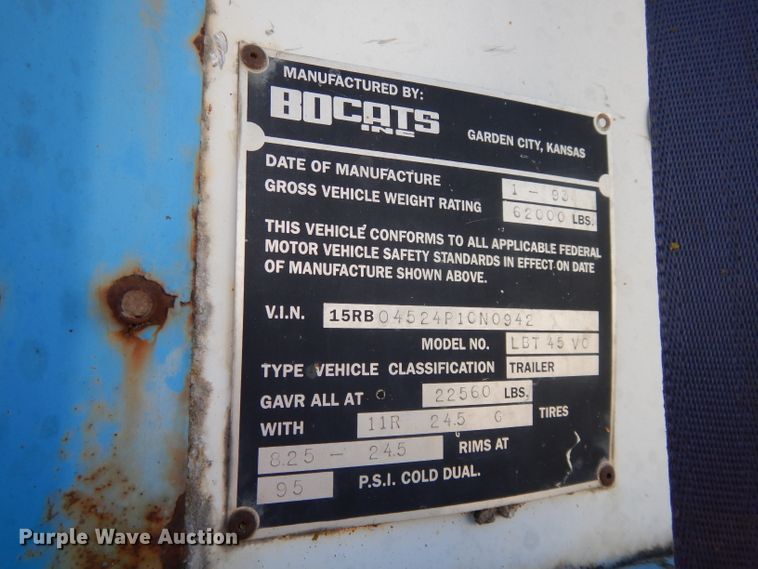 MANUFACTURED BY:
BOCATS
INC
GARDEN CITY, KANSAS
DATE OF MANUFACTURE 1 - 93
GROSS VEHICLE WEIGHT RATING 62000 LBS.
THIS VEHICLE CONFORMS TO ALL APPLICABLE FEDERAL
MOTOR VEHICLE SAFETY STANDARDS IN EFFECT ON DATE
OF MANUFACTURE SHOWN ABOVE.
V.I.N. 15RB04524P1CN0942
MODEL NO. LBT 45 VC
TYPE VEHICLE CLASSIFICATION TRAILER
GAVR ALL AT 22560 LBS.
WITH 11R 24.5 G TIRES
8.25 - 24.5 RIMS AT
95 P.S.I. COLD DUAL.
Purple Wave Auction